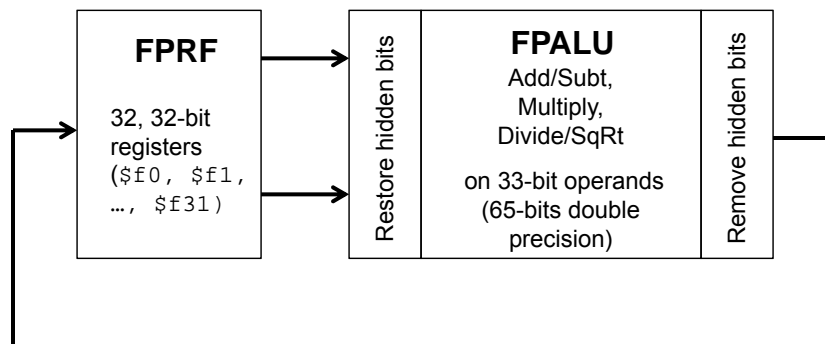 FPRF
32, 32-bit
registers
($f0, $f1,
…, $f31)
Restore hidden bits
FPALU
Add/Subt,
Multiply,
Divide/SqRt
on 33-bit operands
(65-bits double
precision)
Remove hidden bits